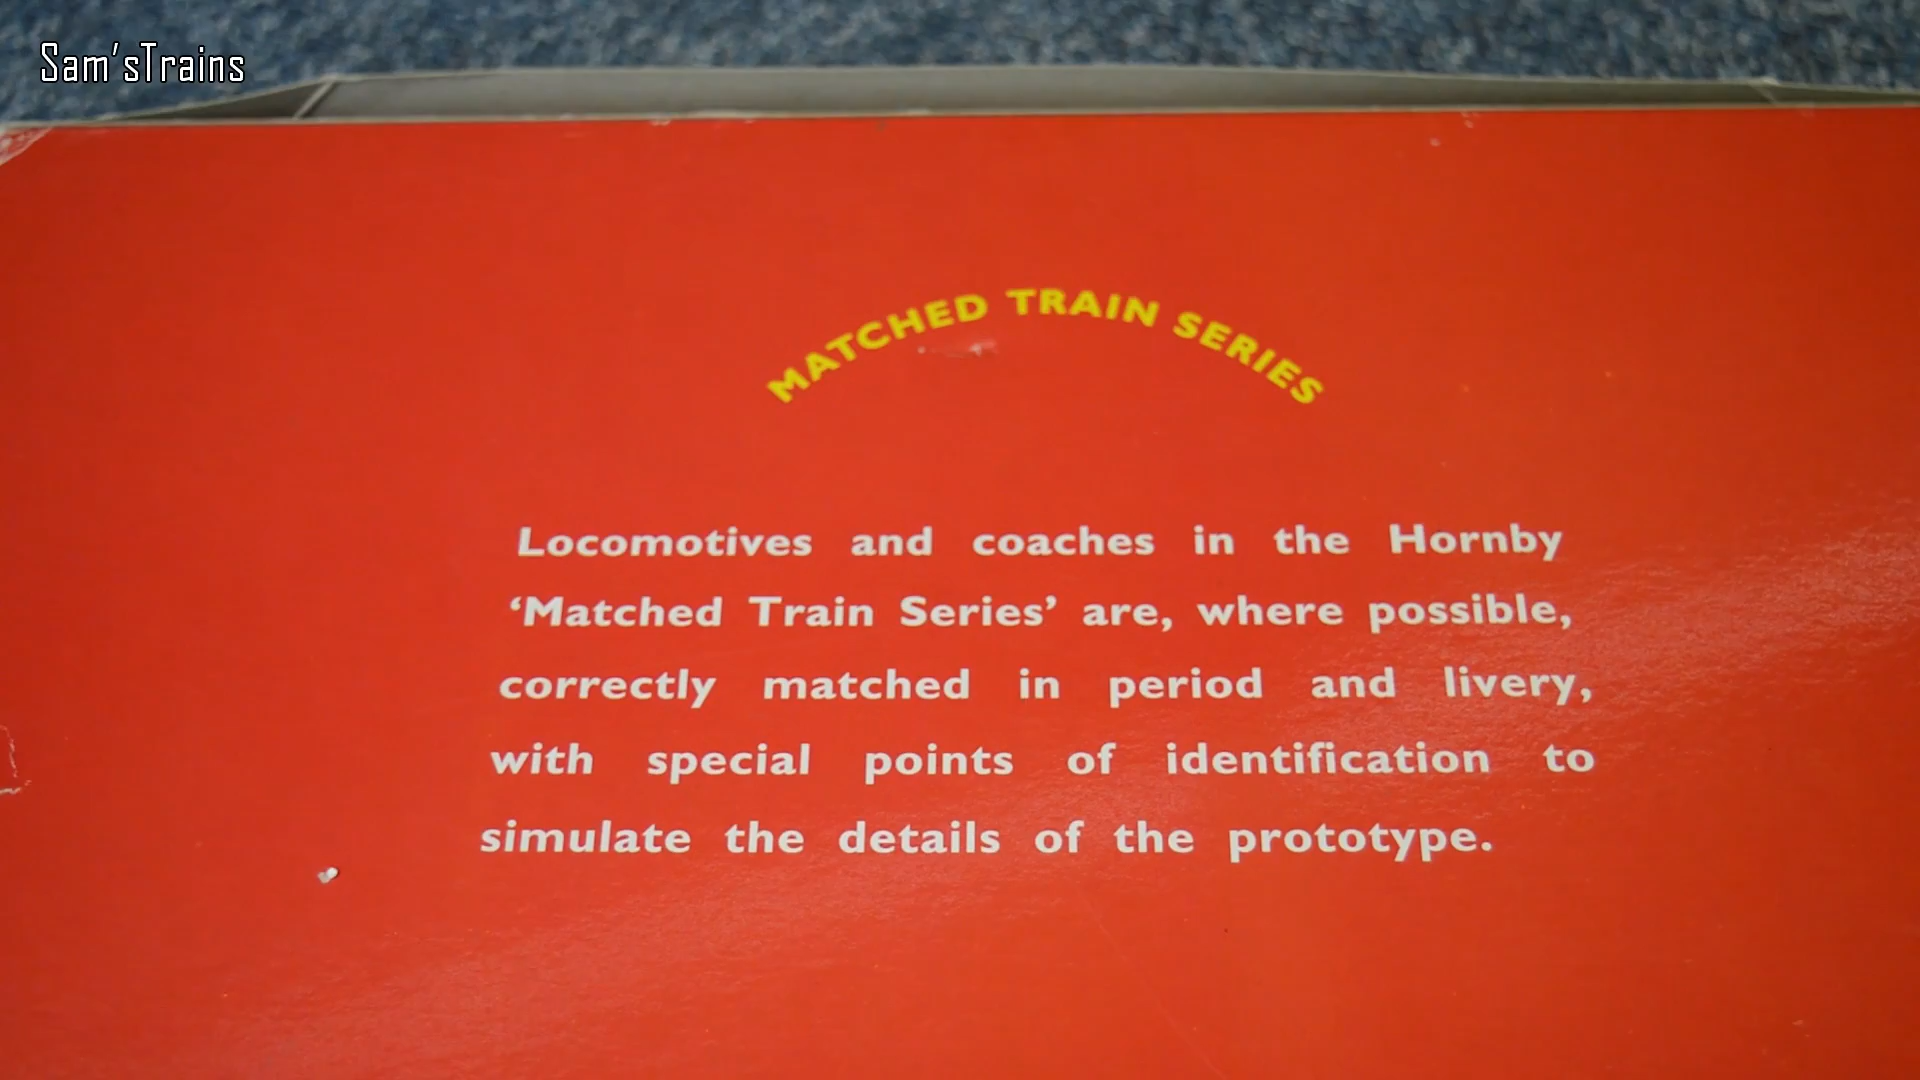 Sam'sTrains
MATCHED TRAIN SERIES
Locomotives and coaches in the Hornby
‘Matched Train Series’ are, where possible,
correctly matched in period and livery,
with special points of identification to
simulate the details of the prototype.